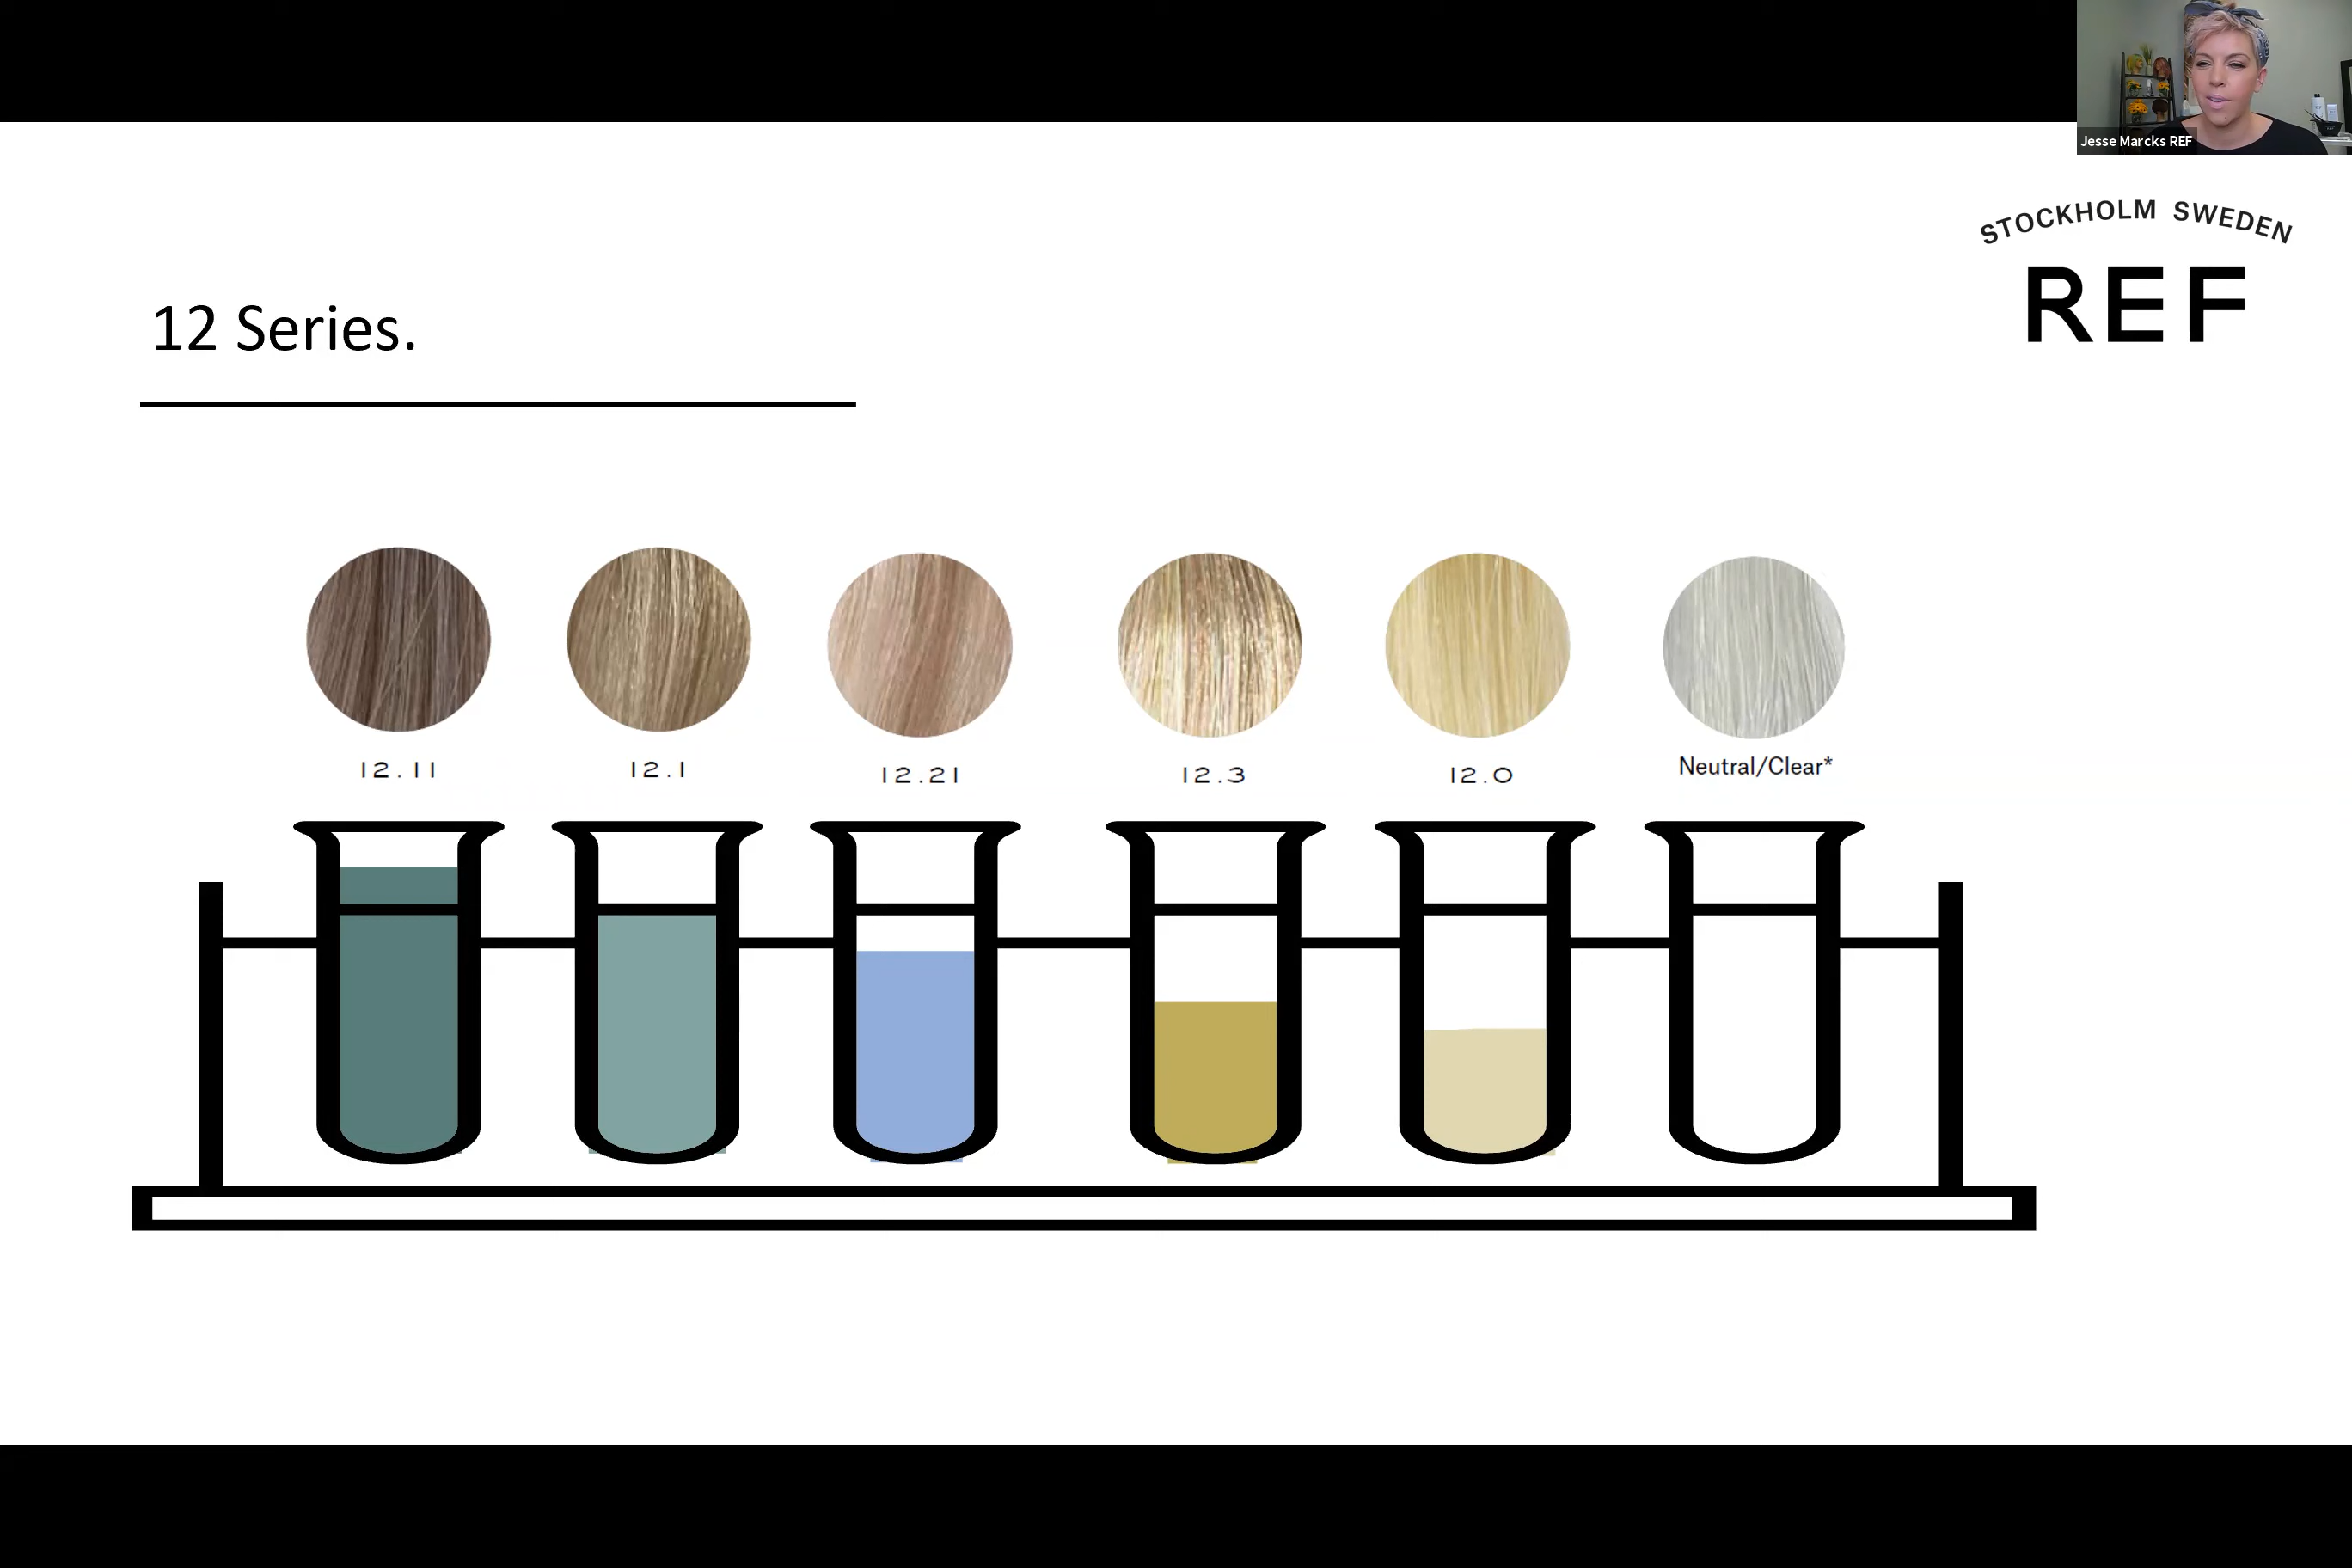 Jesse Marcks REF
STOCKHOLM SWEDEN
REF
12 Series.
12.11
12.1
12.21
12.3
12.0
Neutral/Clear*